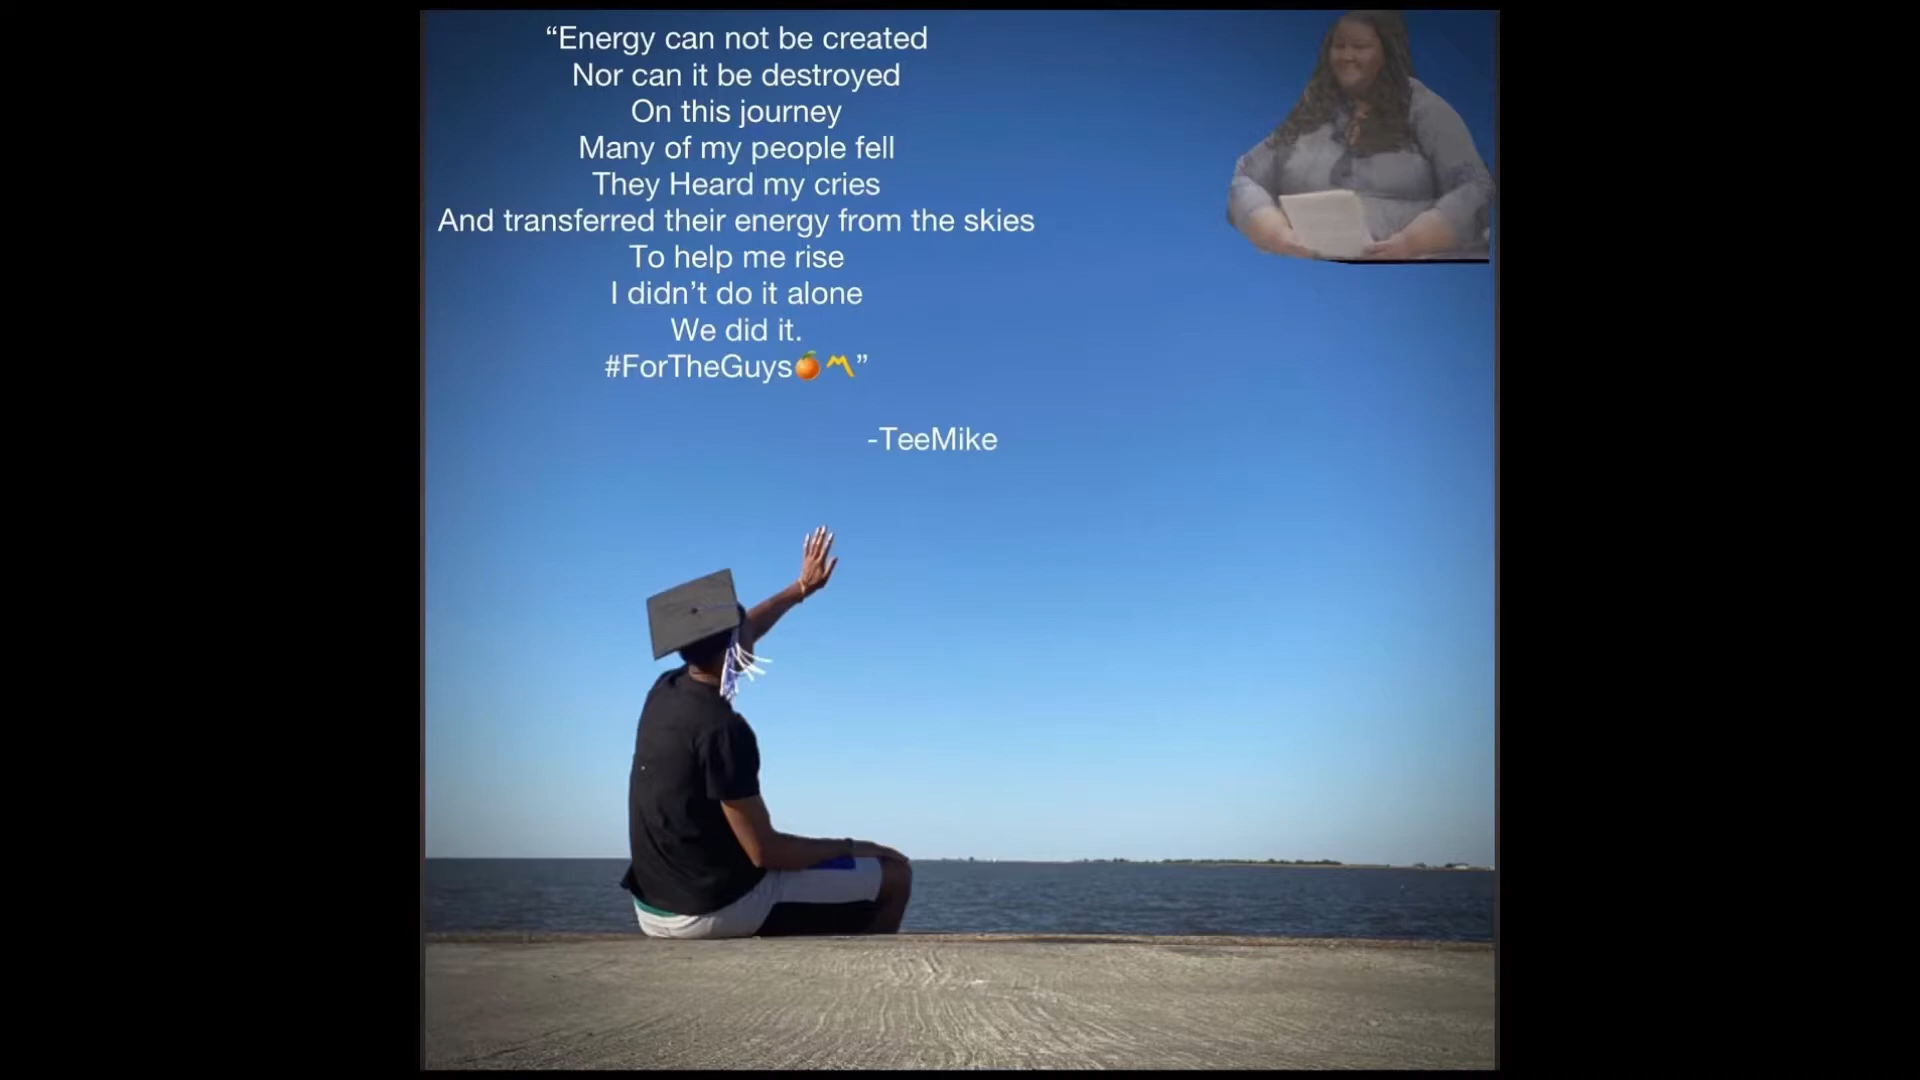 “Energy can not be created
Nor can it be destroyed
On this journey
Many of my people fell
They Heard my cries
And transferred their energy from the skies
To help me rise
I didn’t do it alone
We did it.
#ForTheGuys🍊〽️”
-TeeMike